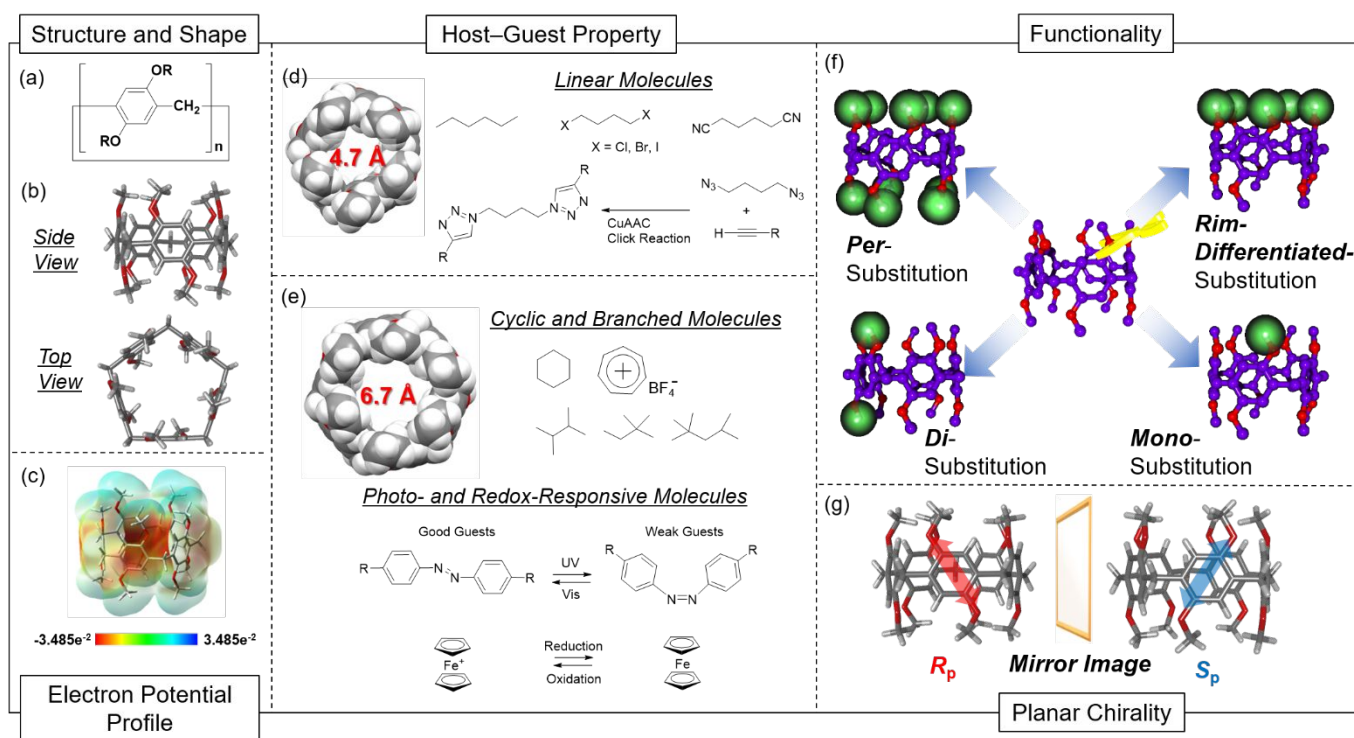 Structure and Shape
(a)
OR
CH2
RO
n
(b)
Side
View
Top
View
(c)
-3.485e-2
3.485e-2
Electron Potential
Profile
Host–Guest Property
(d)
4.7 Å
Linear Molecules
X
X
X = Cl, Br, I
NC
CN
R
N
N
N
N
N
N
R
CuAAC
Click Reaction
N3
N3
+
H
R
(e)
6.7 Å
Cyclic and Branched Molecules
+
BF4−
Photo- and Redox-Responsive Molecules
Good Guests
Weak Guests
R
N
N
R
UV
Vis
R
R
N=N
Fe+
Reduction
Oxidation
Fe
Functionality
(f)
Per-
Substitution
Rim-
Differentiated-
Substitution
Di-
Substitution
Mono-
Substitution
(g)
Rp
Mirror Image
Sp
Planar Chirality